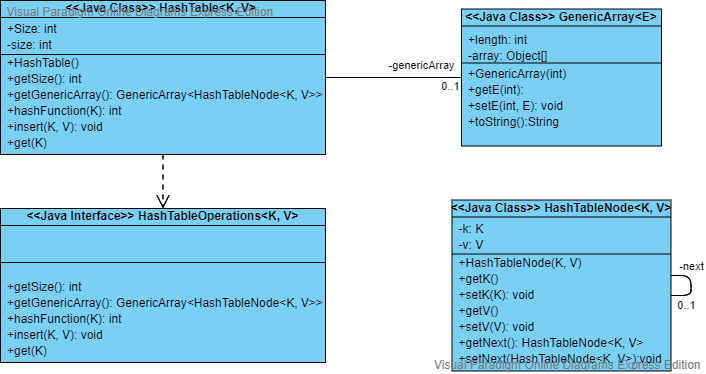 Visual Paradigm Online Diagrams Express Edition
<<Java Class>> HashTable<K,V>
+Size: int
-size: int
+HashTable()
+getSize(): int
+getGenericArray(): GenericArray<HashTableNode<K, V>>
+hashFunction(K): int
+insert(K, V): void
+get(K)
-genericArray
0..1
<<Java Class>> GenericArray<E>
+length: int
-array: Object[]
+GenericArray(int)
+getE(int):
+setE(int, E): void
+toString():String
<<Java Interface>> HashTableOperations<K, V>
+getSize(): int
+getGenericArray(): GenericArray<HashTableNode<K, V>>
+hashFunction(K): int
+insert(K, V): void
+get(K)
<<Java Class>> HashTableNode<K, V>
-k: K
-v: V
+HashTableNode(K, V)
+getK()
+setK(K): void
+getV()
+setV(V): void
+getNext(): HashTableNode<K, V>
+setNext(HashTableNode<K, V>):void
-next
0..1
Visual Paradigm Online Diagrams Express Edition